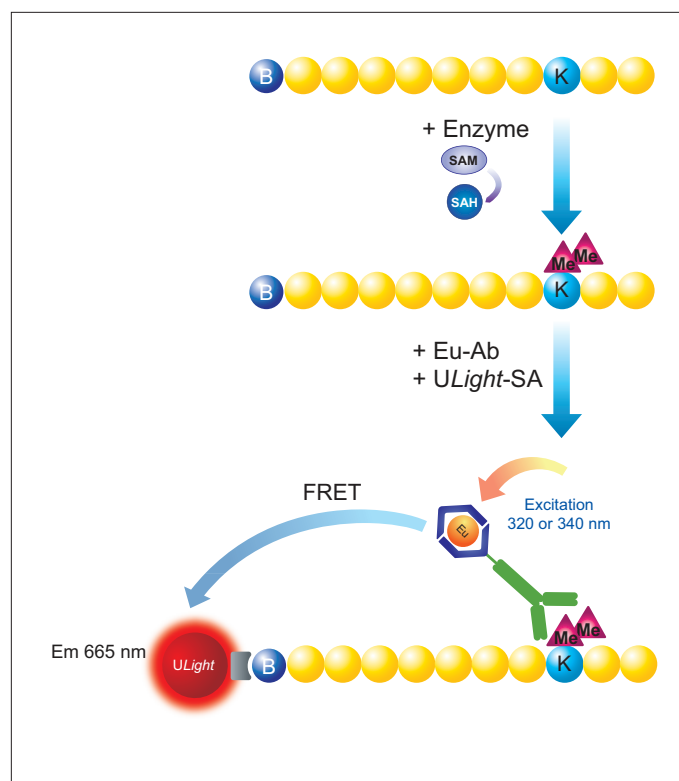 B
K
+ Enzyme
SAM
SAH
Me Me
B
K
+ Eu-Ab
+ ULight-SA
FRET
Excitation
320 or 340 nm
Eu
Me Me
Em 665 nm
ULight
B
K